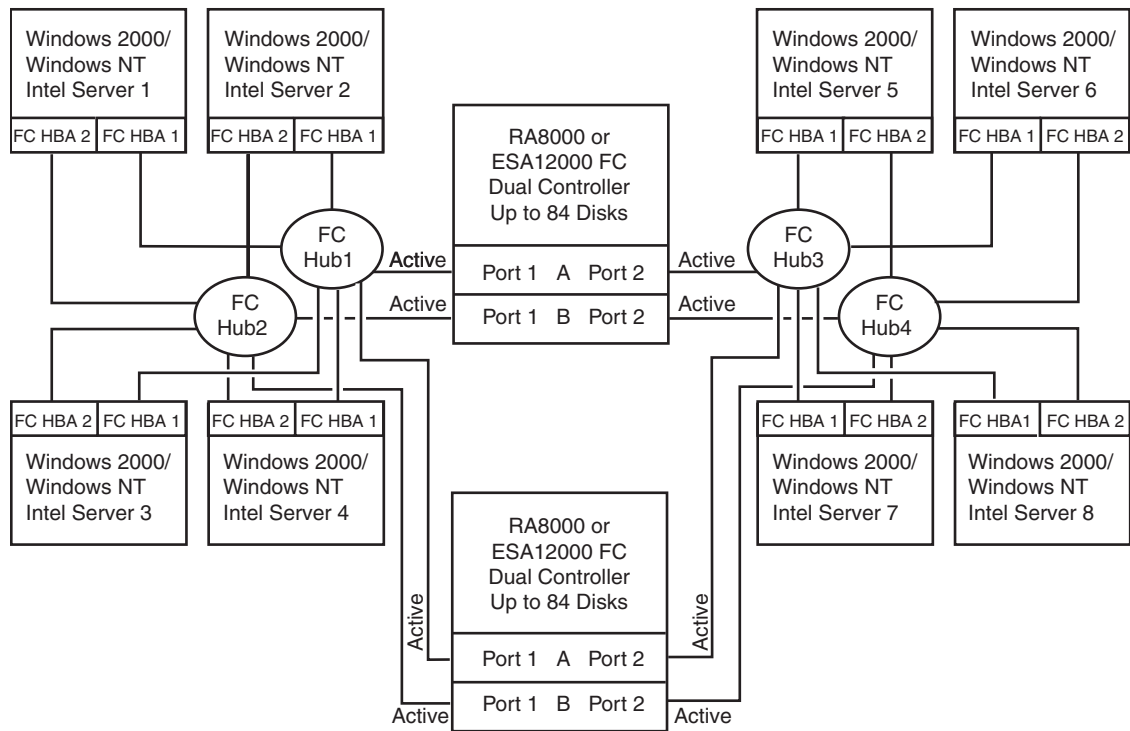 Windows 2000/
Windows NT
Intel Server 1
FC HBA 2 FC HBA 1
Windows 2000/
Windows NT
Intel Server 2
FC HBA 2 FC HBA 1
Windows 2000/
Windows NT
Intel Server 5
FC HBA 1 FC HBA 2
Windows 2000/
Windows NT
Intel Server 6
FC HBA 1 FC HBA 2
RA8000 or
ESA12000 FC
Dual Controller
Up to 84 Disks
Port 1 A Port 2
Port 1 B Port 2
FC
Hub1
FC
Hub2
Active
Active
Active
Active
FC
Hub3
FC
Hub4
FC HBA 2 FC HBA 1
Windows 2000/
Windows NT
Intel Server 3
FC HBA 2 FC HBA 1
Windows 2000/
Windows NT
Intel Server 4
FC HBA 1 FC HBA 2
Windows 2000/
Windows NT
Intel Server 7
FC HBA1 FC HBA 2
Windows 2000/
Windows NT
Intel Server 8
RA8000 or
ESA12000 FC
Dual Controller
Up to 84 Disks
Port 1 A Port 2
Port 1 B Port 2
Active
Active
Active
Active